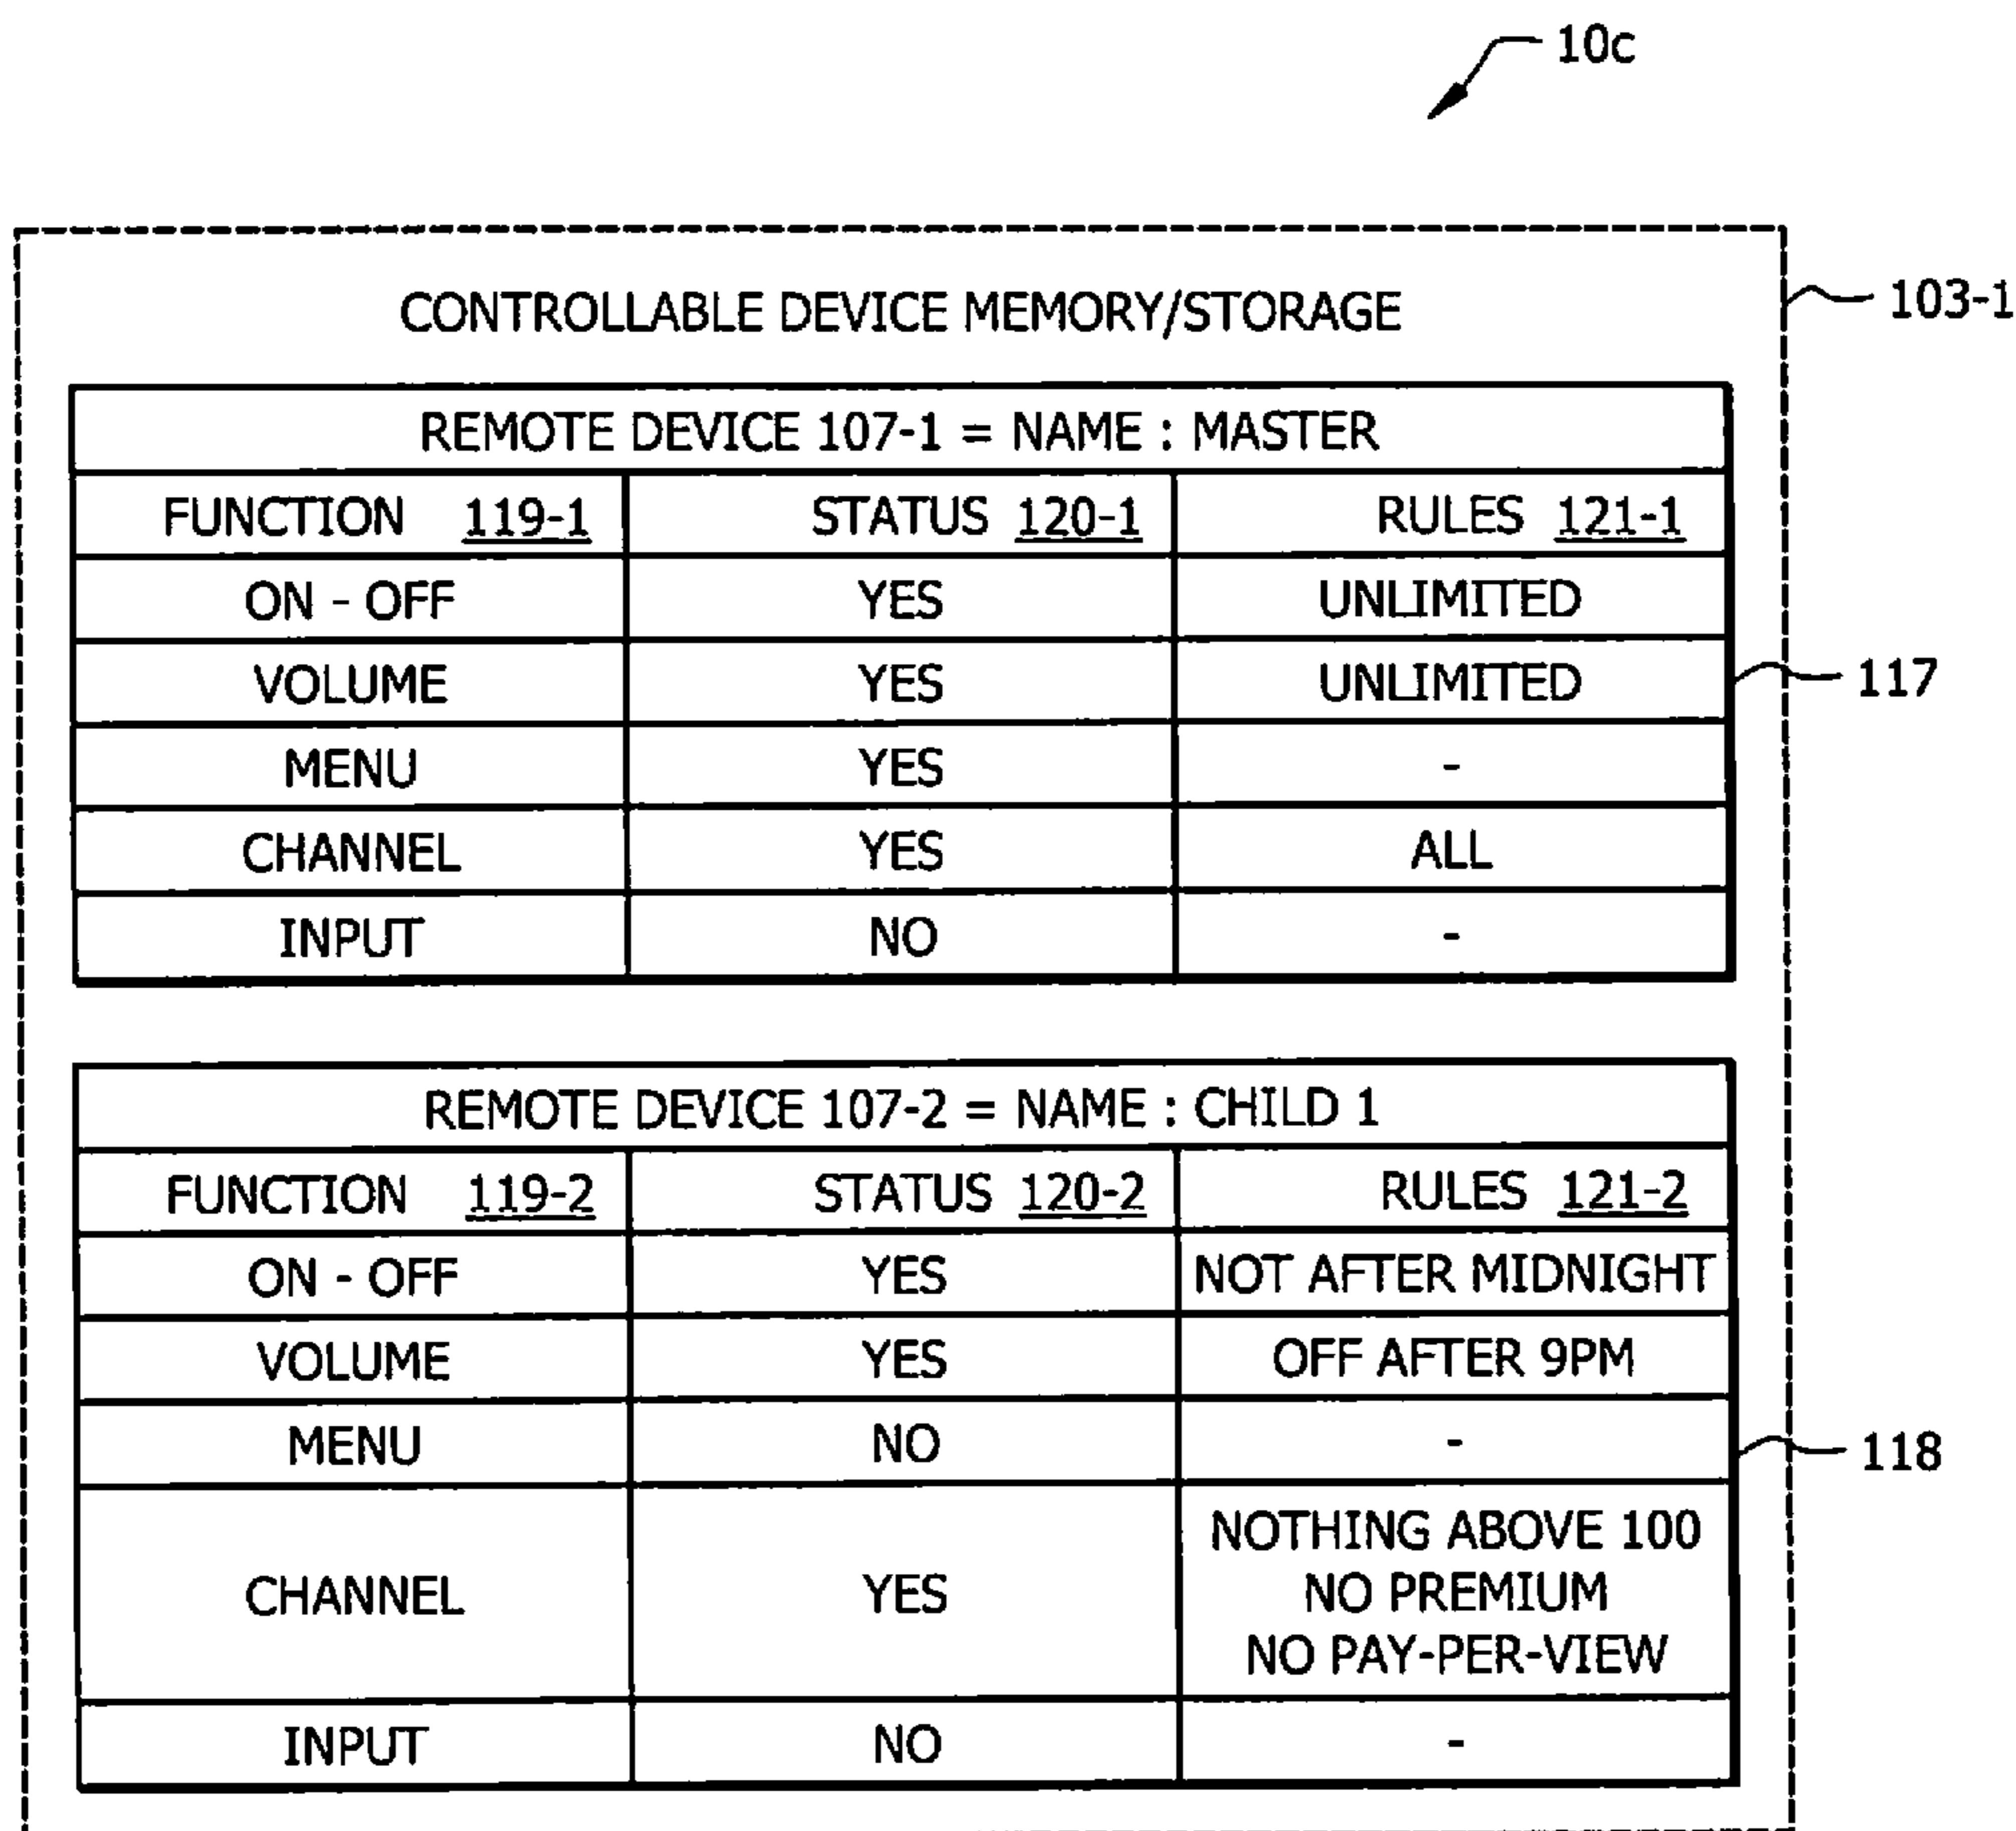 10c
CONTROLLABLE DEVICE MEMORY/STORAGE
103-1
REMOTE DEVICE 107-1 = NAME : MASTER
FUNCTION 119-1 STATUS 120-1 RULES 121-1
ON - OFF YES UNLIMITED
VOLUME YES UNLIMITED
117
MENU YES -
CHANNEL YES ALL
INPUT NO -
REMOTE DEVICE 107-2 = NAME : CHILD 1
FUNCTION 119-2 STATUS 120-2 RULES 121-2
ON - OFF YES NOT AFTER MIDNIGHT
VOLUME YES OFF AFTER 9PM
MENU NO -
118
CHANNEL YES NOTHING ABOVE 100
NO PREMIUM
NO PAY-PER-VIEW
INPUT NO -